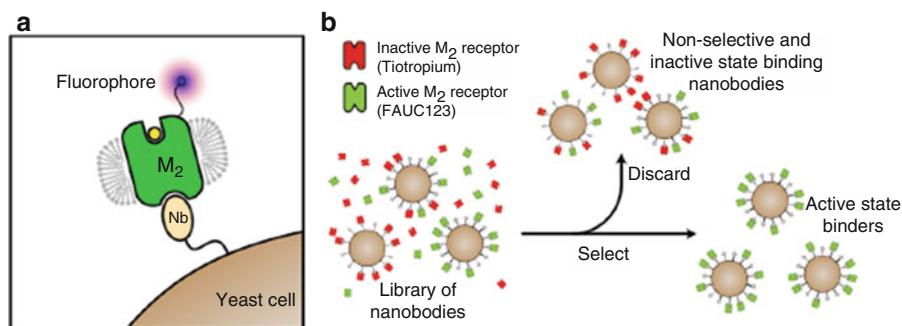 a
Fluorophore
M2
Nb
Yeast cell
b
Inactive M2 receptor
(Tiotropium)
Active M2 receptor
(FAUC123)
Library of
nanobodies
Non-selective and
inactive state binding
nanobodies
Discard
Select
Active state
binders